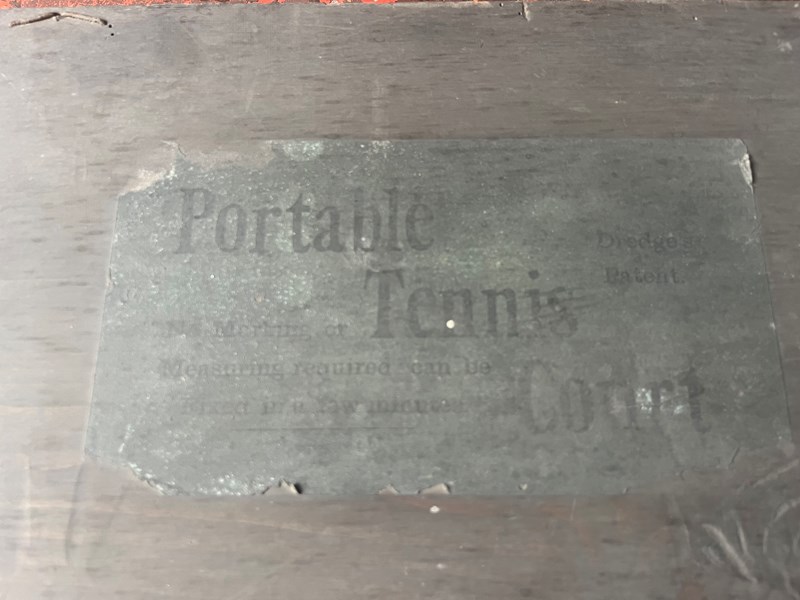 Portable
Dredge's
Patent.
Tennis
No Marking or
Measuring required can be
fixed in a few minutes
Court